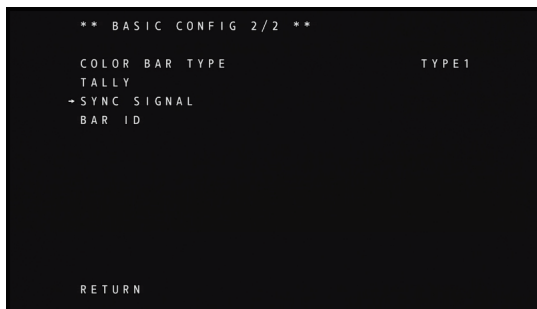 ** BASIC CONFIG 2/2 **
COLOR BAR TYPE TYPE1
TALLY
→SYNC SIGNAL
BAR ID
RETURN